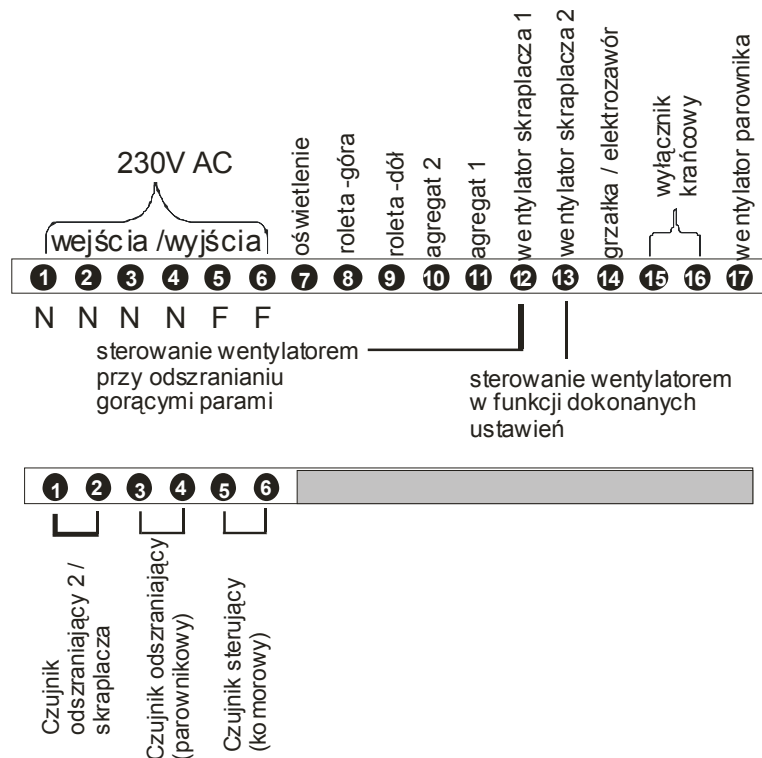 230V AC
wejścia /wyjścia
oświetlenie
roleta -góra
roleta -dół
agregat 2
agregat 1
wentylator skraplacza 1
wentylator skraplacza 2
grzałka / elektrozawór
wyłącznik
krańcowy
wentylator parownika
1 2 3 4 5 6 7 8 9 10 11 12 13 14 15 16 17
N N N N F F
sterowanie wentylatorem
przy odszranianiu
gorącymi parami
sterowanie wentylatorem
w funkcji dokonanych
ustawień
1 2 3 4 5 6
Czujnik
odszraniający 2 /
skraplacza
Czujnik odszraniający
(parownikowy)
Czujnik sterujący
(komorowy)